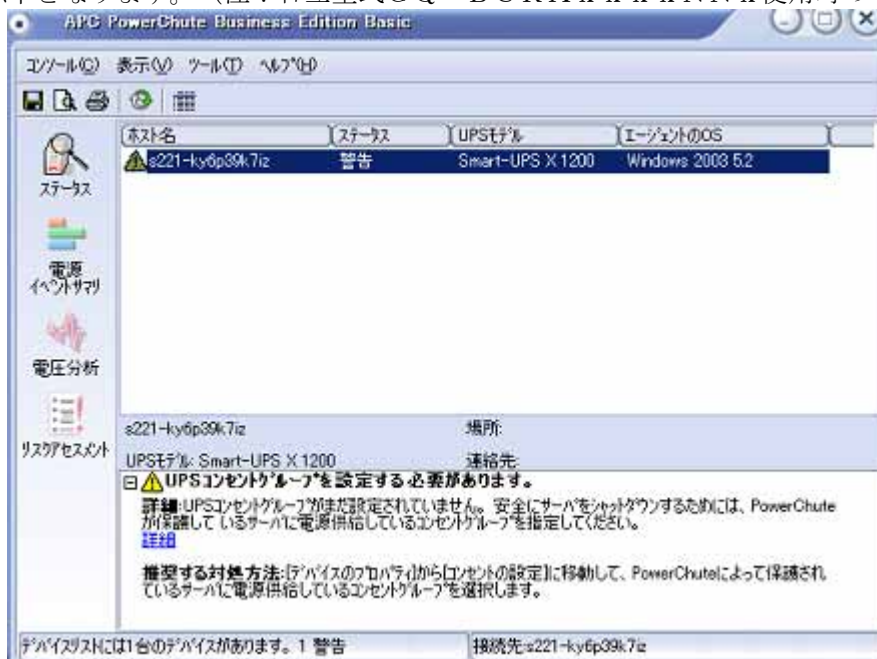 APC PowerChute Business Edition Basic
コンソール(C) 表示(V) ツール(T) ヘルプ(H)
ホスト名 ステータス UPSモデル エージェントのOS
s221-ky6p39k7iz 警告 Smart-UPS X 1200 Windows 2003 5.2
ステータス
電源
イベントサマリ
電圧分析
リスクアセスメント
s221-ky6p39k7iz 場所:
UPSモデル: Smart-UPS X 1200 連絡先:
UPSコンセントグループを設定する必要があります。
詳細:UPSコンセントグループがまだ設定されていません。安全にサーバをシャットダウンするためには、PowerChute
が保護しているサーバに電源供給しているコンセントグループを指定してください。
詳細
推奨する対処方法:[デバイスのプロパティ]から[コンセントの設定]に移動して、PowerChuteによって保護され
ているサーバに電源供給しているコンセントグループを選択します。
デバイスリストには1台のデバイスがあります。1 警告 接続先:s221-ky6p39k7iz